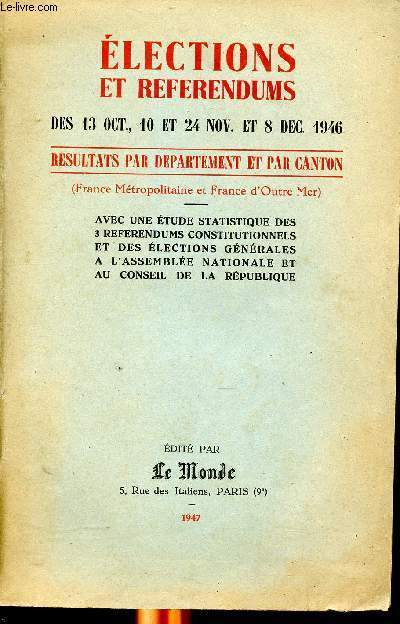 Le-livre.com
ÉLECTIONS
ET REFERENDUMS
DES 13 OCT., 10 ET 24 NOV. ET 8 DEC. 1946
RESULTATS PAR DEPARTEMENT ET PAR CANTON
(France Métropolitaine et France d'Outre Mer)
AVEC UNE ÉTUDE STATISTIQUE DES
3 REFERENDUMS CONSTITUTIONNELS
ET DES ÉLECTIONS GÉNÉRALES
A L'ASSEMBLÉE NATIONALE ET
AU CONSEIL DE LA RÉPUBLIQUE
ÉDITÉ PAR
Le Monde
5, Rue des Italiens, PARIS (9e)
1947